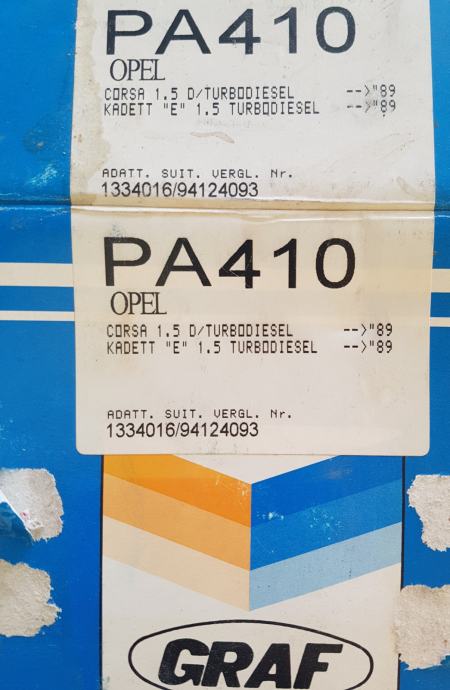 PA410
OPEL
CORSA 1.5 D/TURBODIESEL -->"89
KADETT "E" 1.5 TURBODIESEL -->"89
ADATT. SUIT. VERGL. Nr.
1334016/94124093
PA410
OPEL
CORSA 1.5 D/TURBODIESEL -->"89
KADETT "E" 1.5 TURBODIESEL -->"89
ADATT. SUIT. VERGL. Nr.
1334016/94124093
GRAF